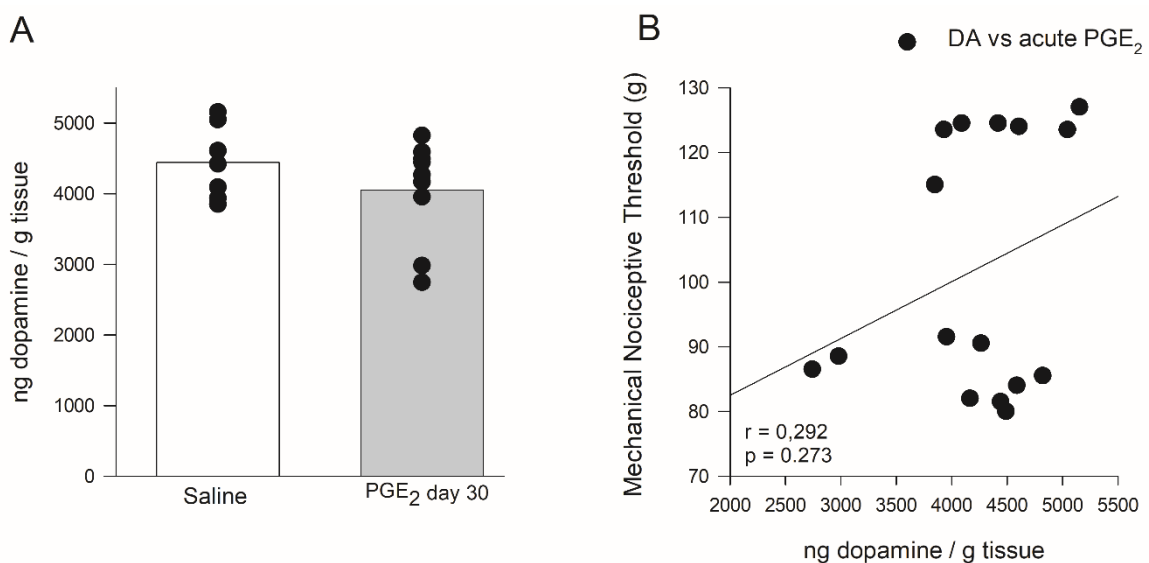 A
ng dopamine / g tissue
5000
4000
3000
2000
1000
0
Saline
PGE₂ day 30
B
DA vs acute PGE₂
Mechanical Nociceptive Threshold (g)
130
120
110
100
90
80
70
r = 0,292
p = 0.273
2000 2500 3000 3500 4000 4500 5000 5500
ng dopamine / g tissue